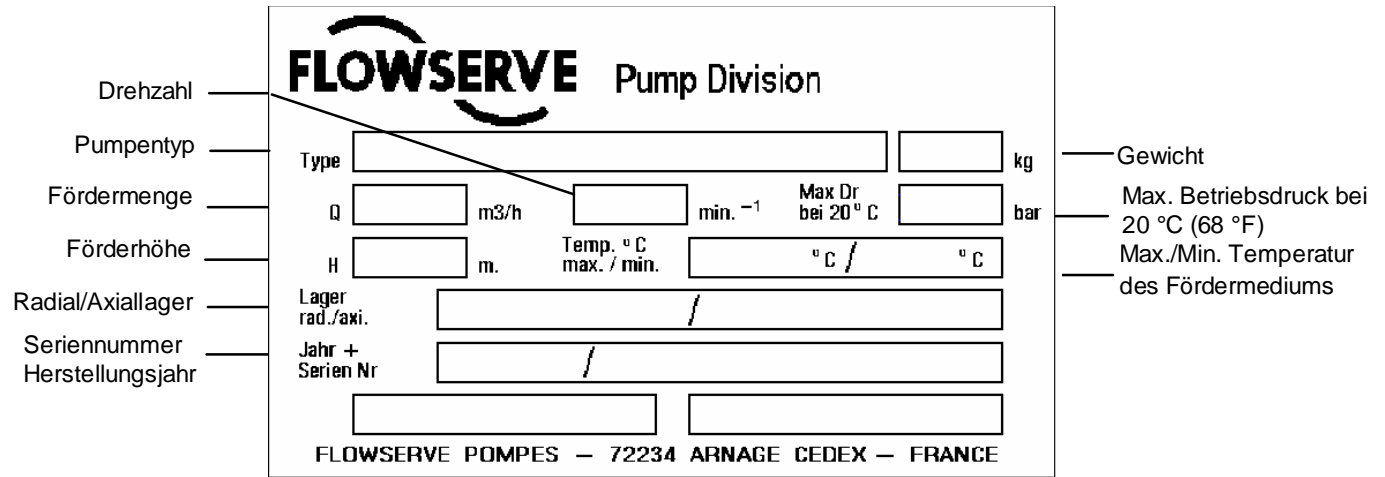 FLOWSERVE Pump Division
Drehzahl
Pumpentyp
Fördermenge
Förderhöhe
Radial/Axiallager
Seriennummer
Herstellungsjahr
Type kg
Q m3/h min. ⁻¹ Max Dr bei 20° C bar
H m. Temp. °C max. / min. °C / °C
Lager
rad./axi. /
Jahr +
Serien Nr /
FLOWSERVE POMPES – 72234 ARNAGE CEDEX – FRANCE
Gewicht
Max. Betriebsdruck bei
20 °C (68 °F)
Max./Min. Temperatur
des Fördermediums